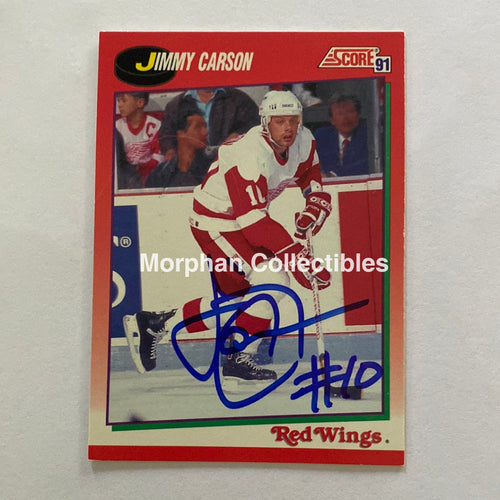 JIMMY CARSON
SCORE 91
10
Morphan Collectibles
#10
Red Wings.